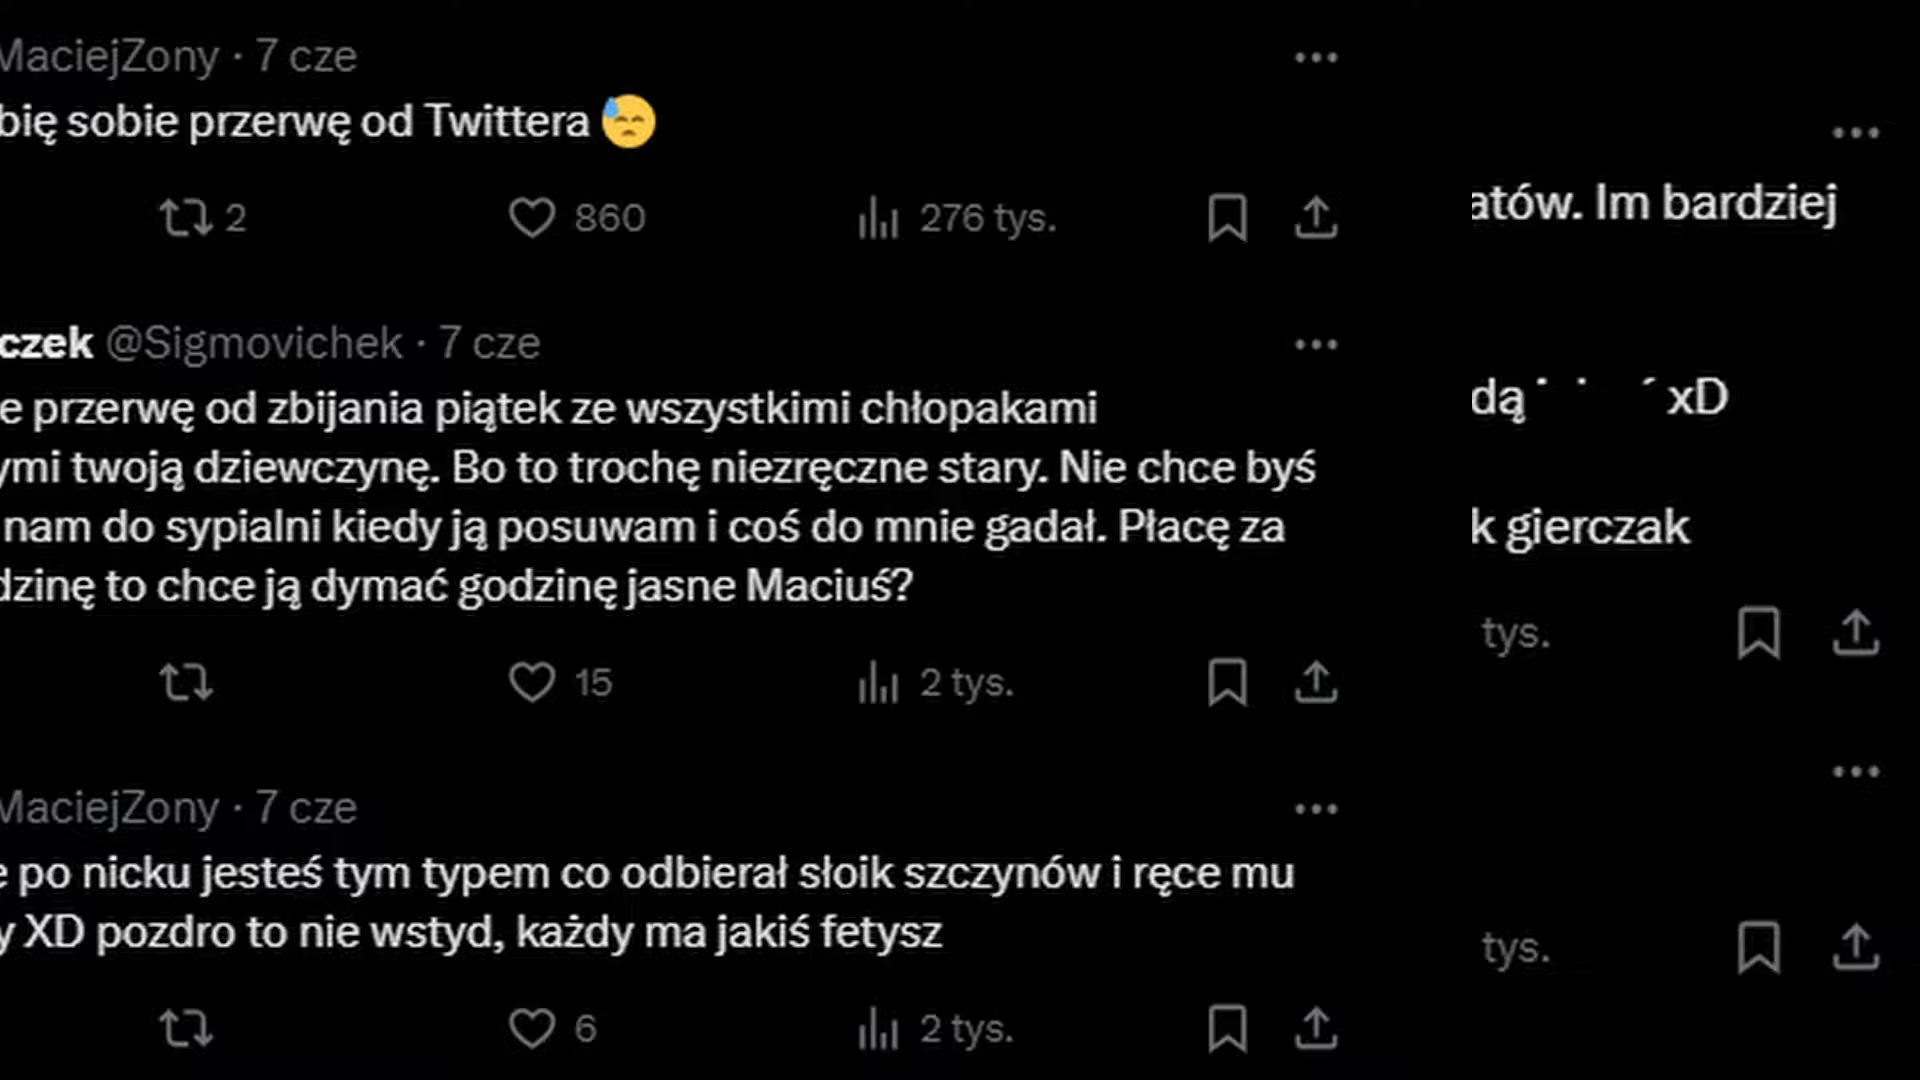 MaciejZony · 7 cze
bię sobie przerwę od Twittera
2 860 276 tys.
czek @Sigmovichek · 7 cze
e przerwę od zbijania piątek ze wszystkimi chłopakami
ymi twoją dziewczynę. Bo to trochę niezręczne stary. Nie chce byś
nam do sypialni kiedy ją posuwam i coś do mnie gadał. Płacę za
dzinę to chce ją dymać godzinę jasne Maciuś?
15 2 tys.
MaciejZony · 7 cze
e po nicku jesteś tym typem co odbierał słoik szczynów i ręce mu
y XD pozdro to nie wstyd, każdy ma jakiś fetysz
6 2 tys.
atów. Im bardziej
dą xD
k gierczak
tys.
tys.